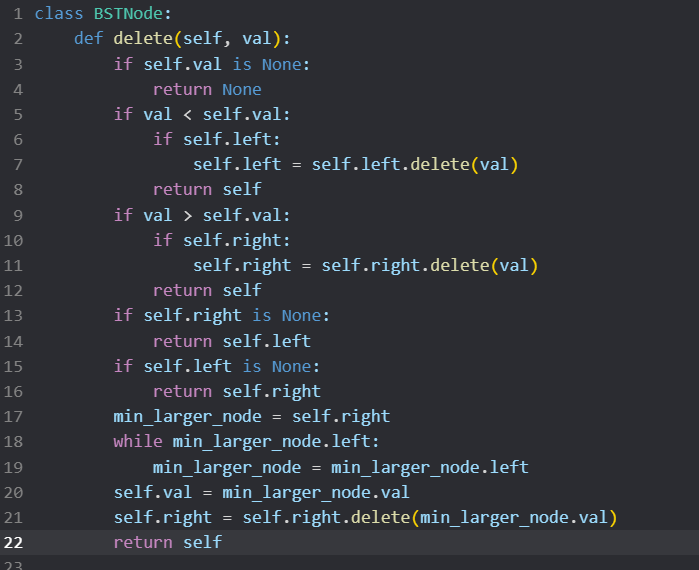 1 class BSTNode:
2     def delete(self, val):
3         if self.val is None:
4             return None
5         if val < self.val:
6             if self.left:
7                 self.left = self.left.delete(val)
8             return self
9         if val > self.val:
10             if self.right:
11                 self.right = self.right.delete(val)
12             return self
13         if self.right is None:
14             return self.left
15         if self.left is None:
16             return self.right
17         min_larger_node = self.right
18         while min_larger_node.left:
19             min_larger_node = min_larger_node.left
20         self.val = min_larger_node.val
21         self.right = self.right.delete(min_larger_node.val)
22         return self
23